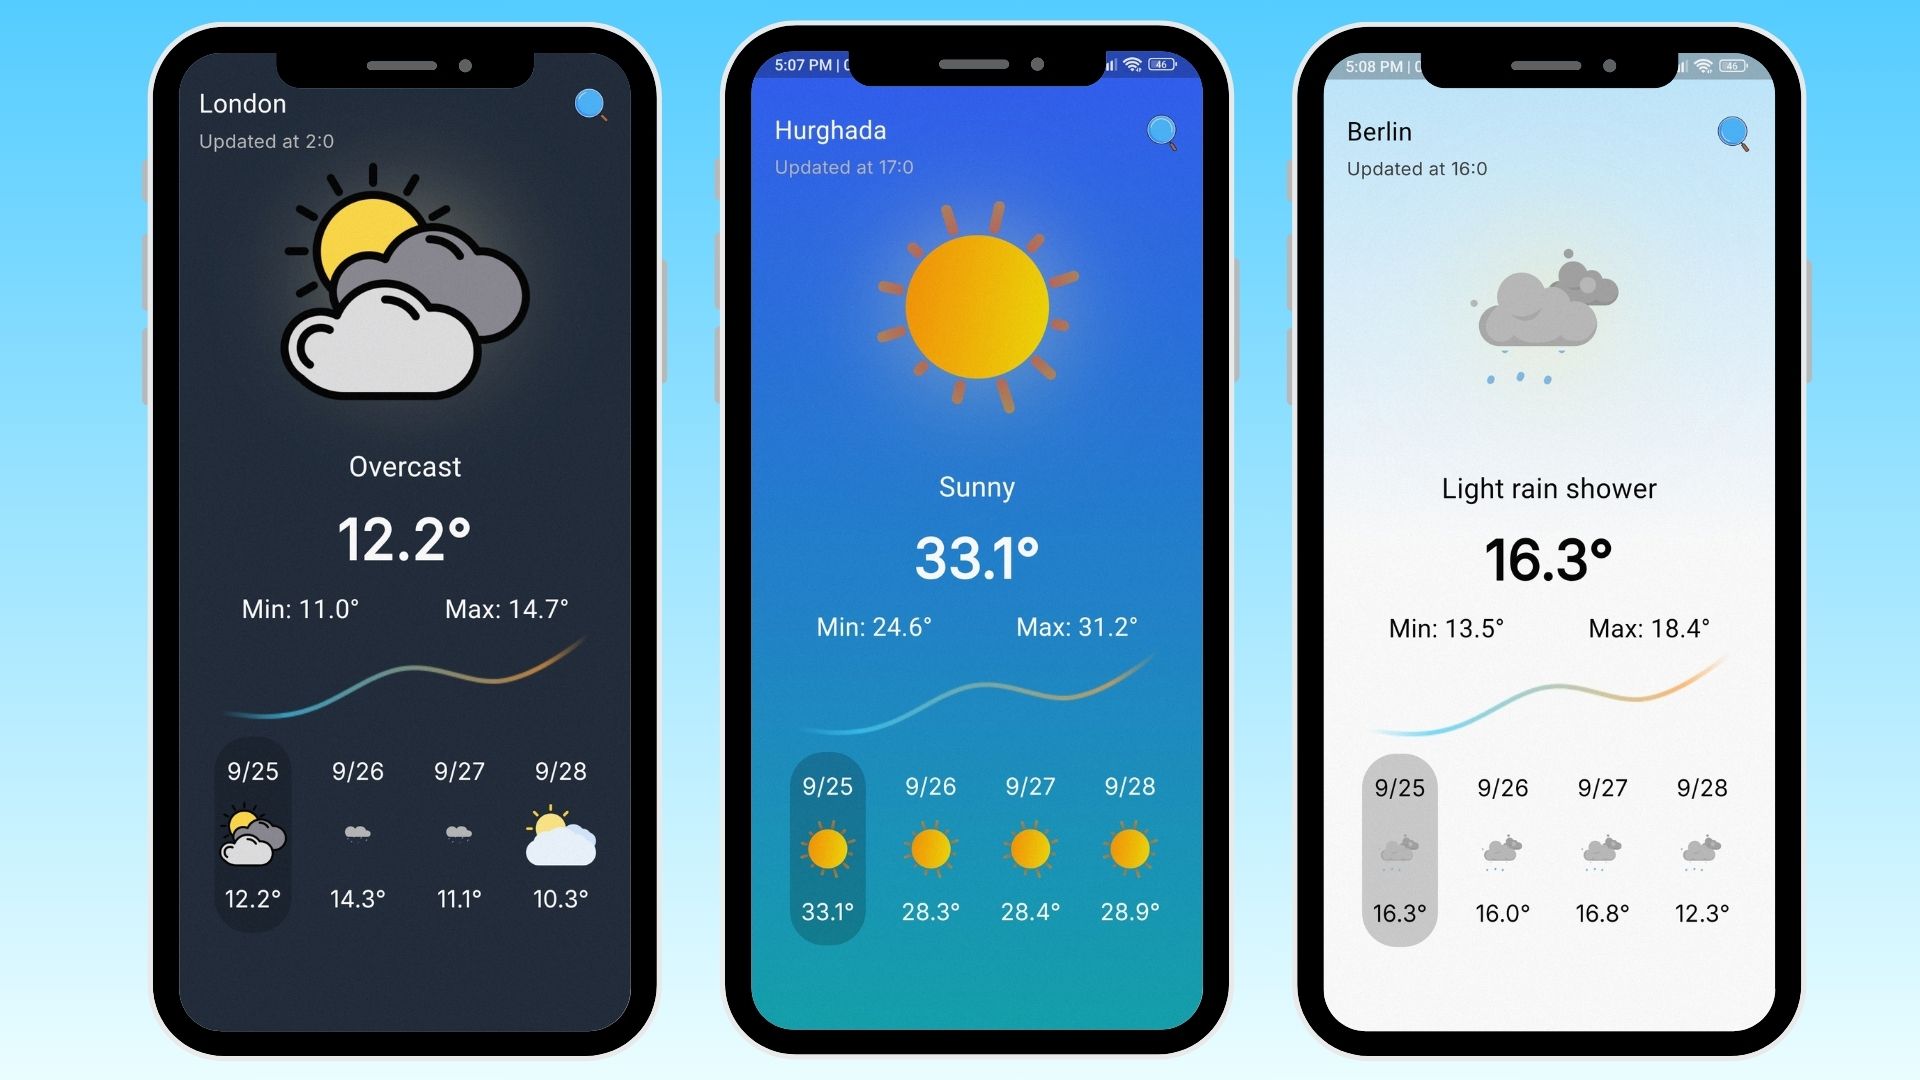 London
Updated at 2:0
Overcast
12.2°
Min: 11.0° Max: 14.7°
9/25 9/26 9/27 9/28
12.2° 14.3° 11.1° 10.3°
5:07 PM | 46
Hurghada
Updated at 17:0
Sunny
33.1°
Min: 24.6° Max: 31.2°
9/25 9/26 9/27 9/28
33.1° 28.3° 28.4° 28.9°
5:08 PM | 46
Berlin
Updated at 16:0
Light rain shower
16.3°
Min: 13.5° Max: 18.4°
9/25 9/26 9/27 9/28
16.3° 16.0° 16.8° 12.3°